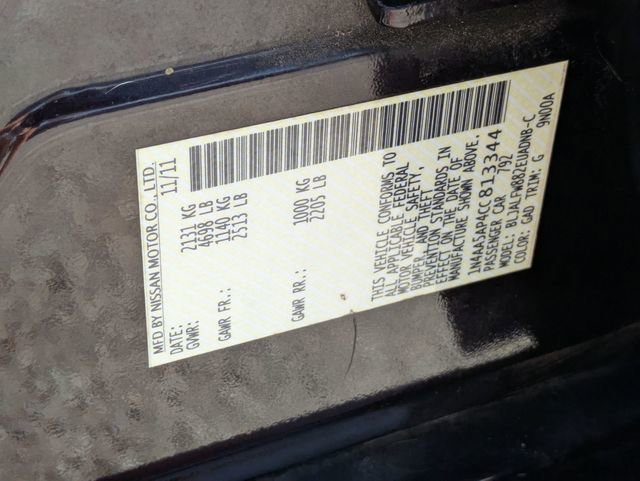 MFD BY NISSAN MOTOR CO., LTD.
DATE: 11/11
GVWR: 2131 KG
4698 LB
GAWR FR.: 1140 KG
2513 LB
GAWR RR.: 1000 KG
2205 LB
THIS VEHICLE CONFORMS TO
ALL APPLICABLE FEDERAL
MOTOR VEHICLE SAFETY,
BUMPER, AND THEFT
PREVENTION STANDARDS IN
EFFECT ON THE DATE OF
MANUFACTURE SHOWN ABOVE.
1N4AA5AP4CC813344
PASSENGER CAR 792
MODEL: BLJALFWR82EUADNB-C
COLOR: GAD TRIM: G 9N00A